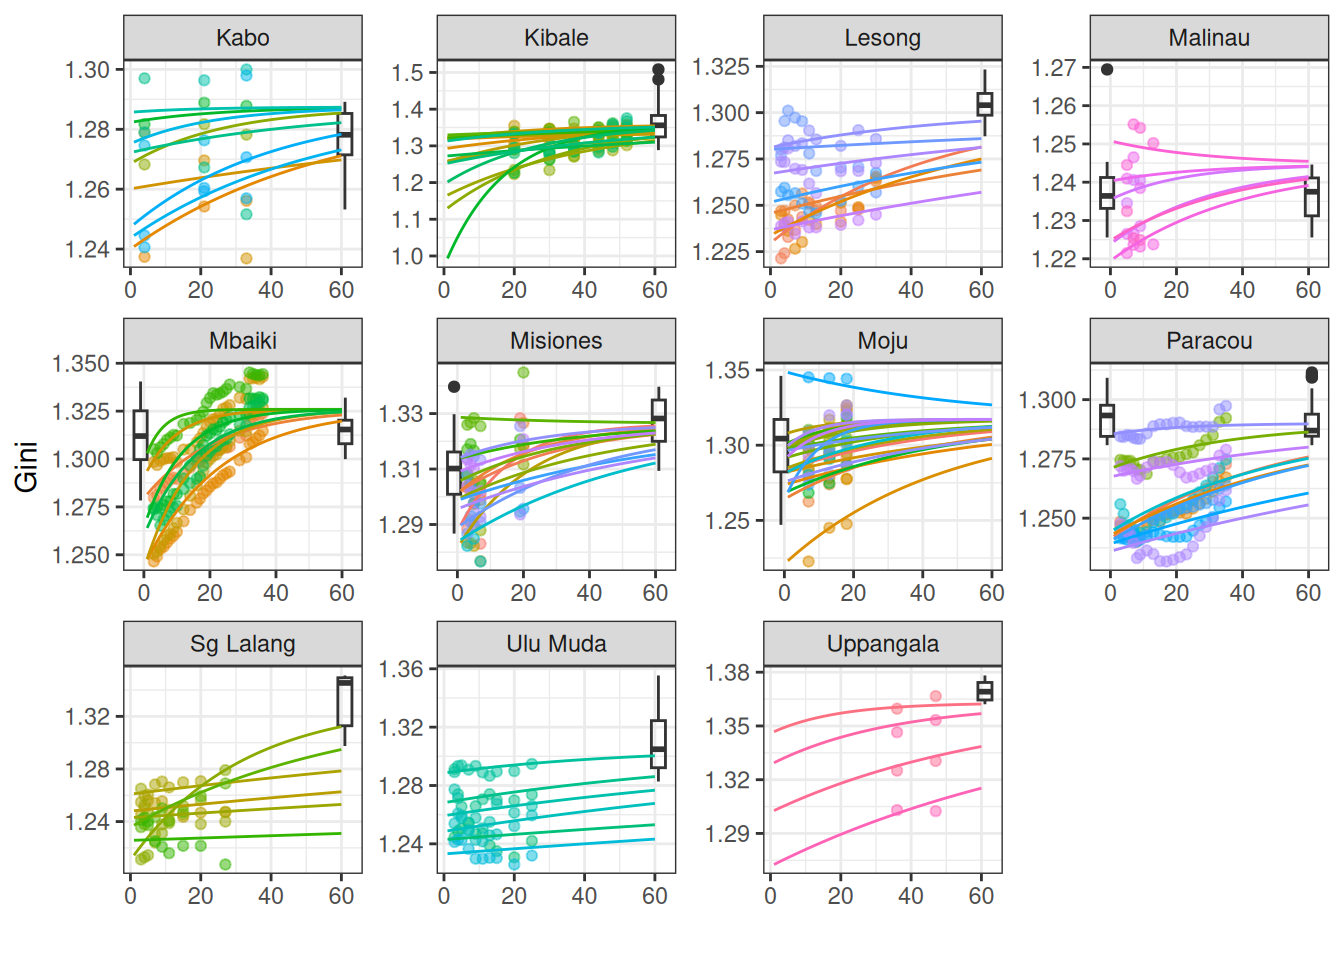 Kabo Kibale Lesong Malinau
1.30 1.28 1.26 1.24
1.5 1.4 1.3 1.2 1.1 1.0
1.325 1.300 1.275 1.250 1.225
1.27 1.26 1.25 1.24 1.23 1.22
0 20 40 60 0 20 40 60 0 20 40 60 0 20 40 60
Mbaiki Misiones Moju Paracou
1.350 1.325 1.300 1.275 1.250
1.33 1.31 1.29
1.35 1.30 1.25
1.300 1.275 1.250
Gini
0 20 40 60 0 20 40 60 0 20 40 60 0 20 40 60
Sg Lalang Ulu Muda Uppangala
1.32 1.28 1.24
1.36 1.32 1.28 1.24
1.38 1.35 1.32 1.29
0 20 40 60 0 20 40 60 0 20 40 60